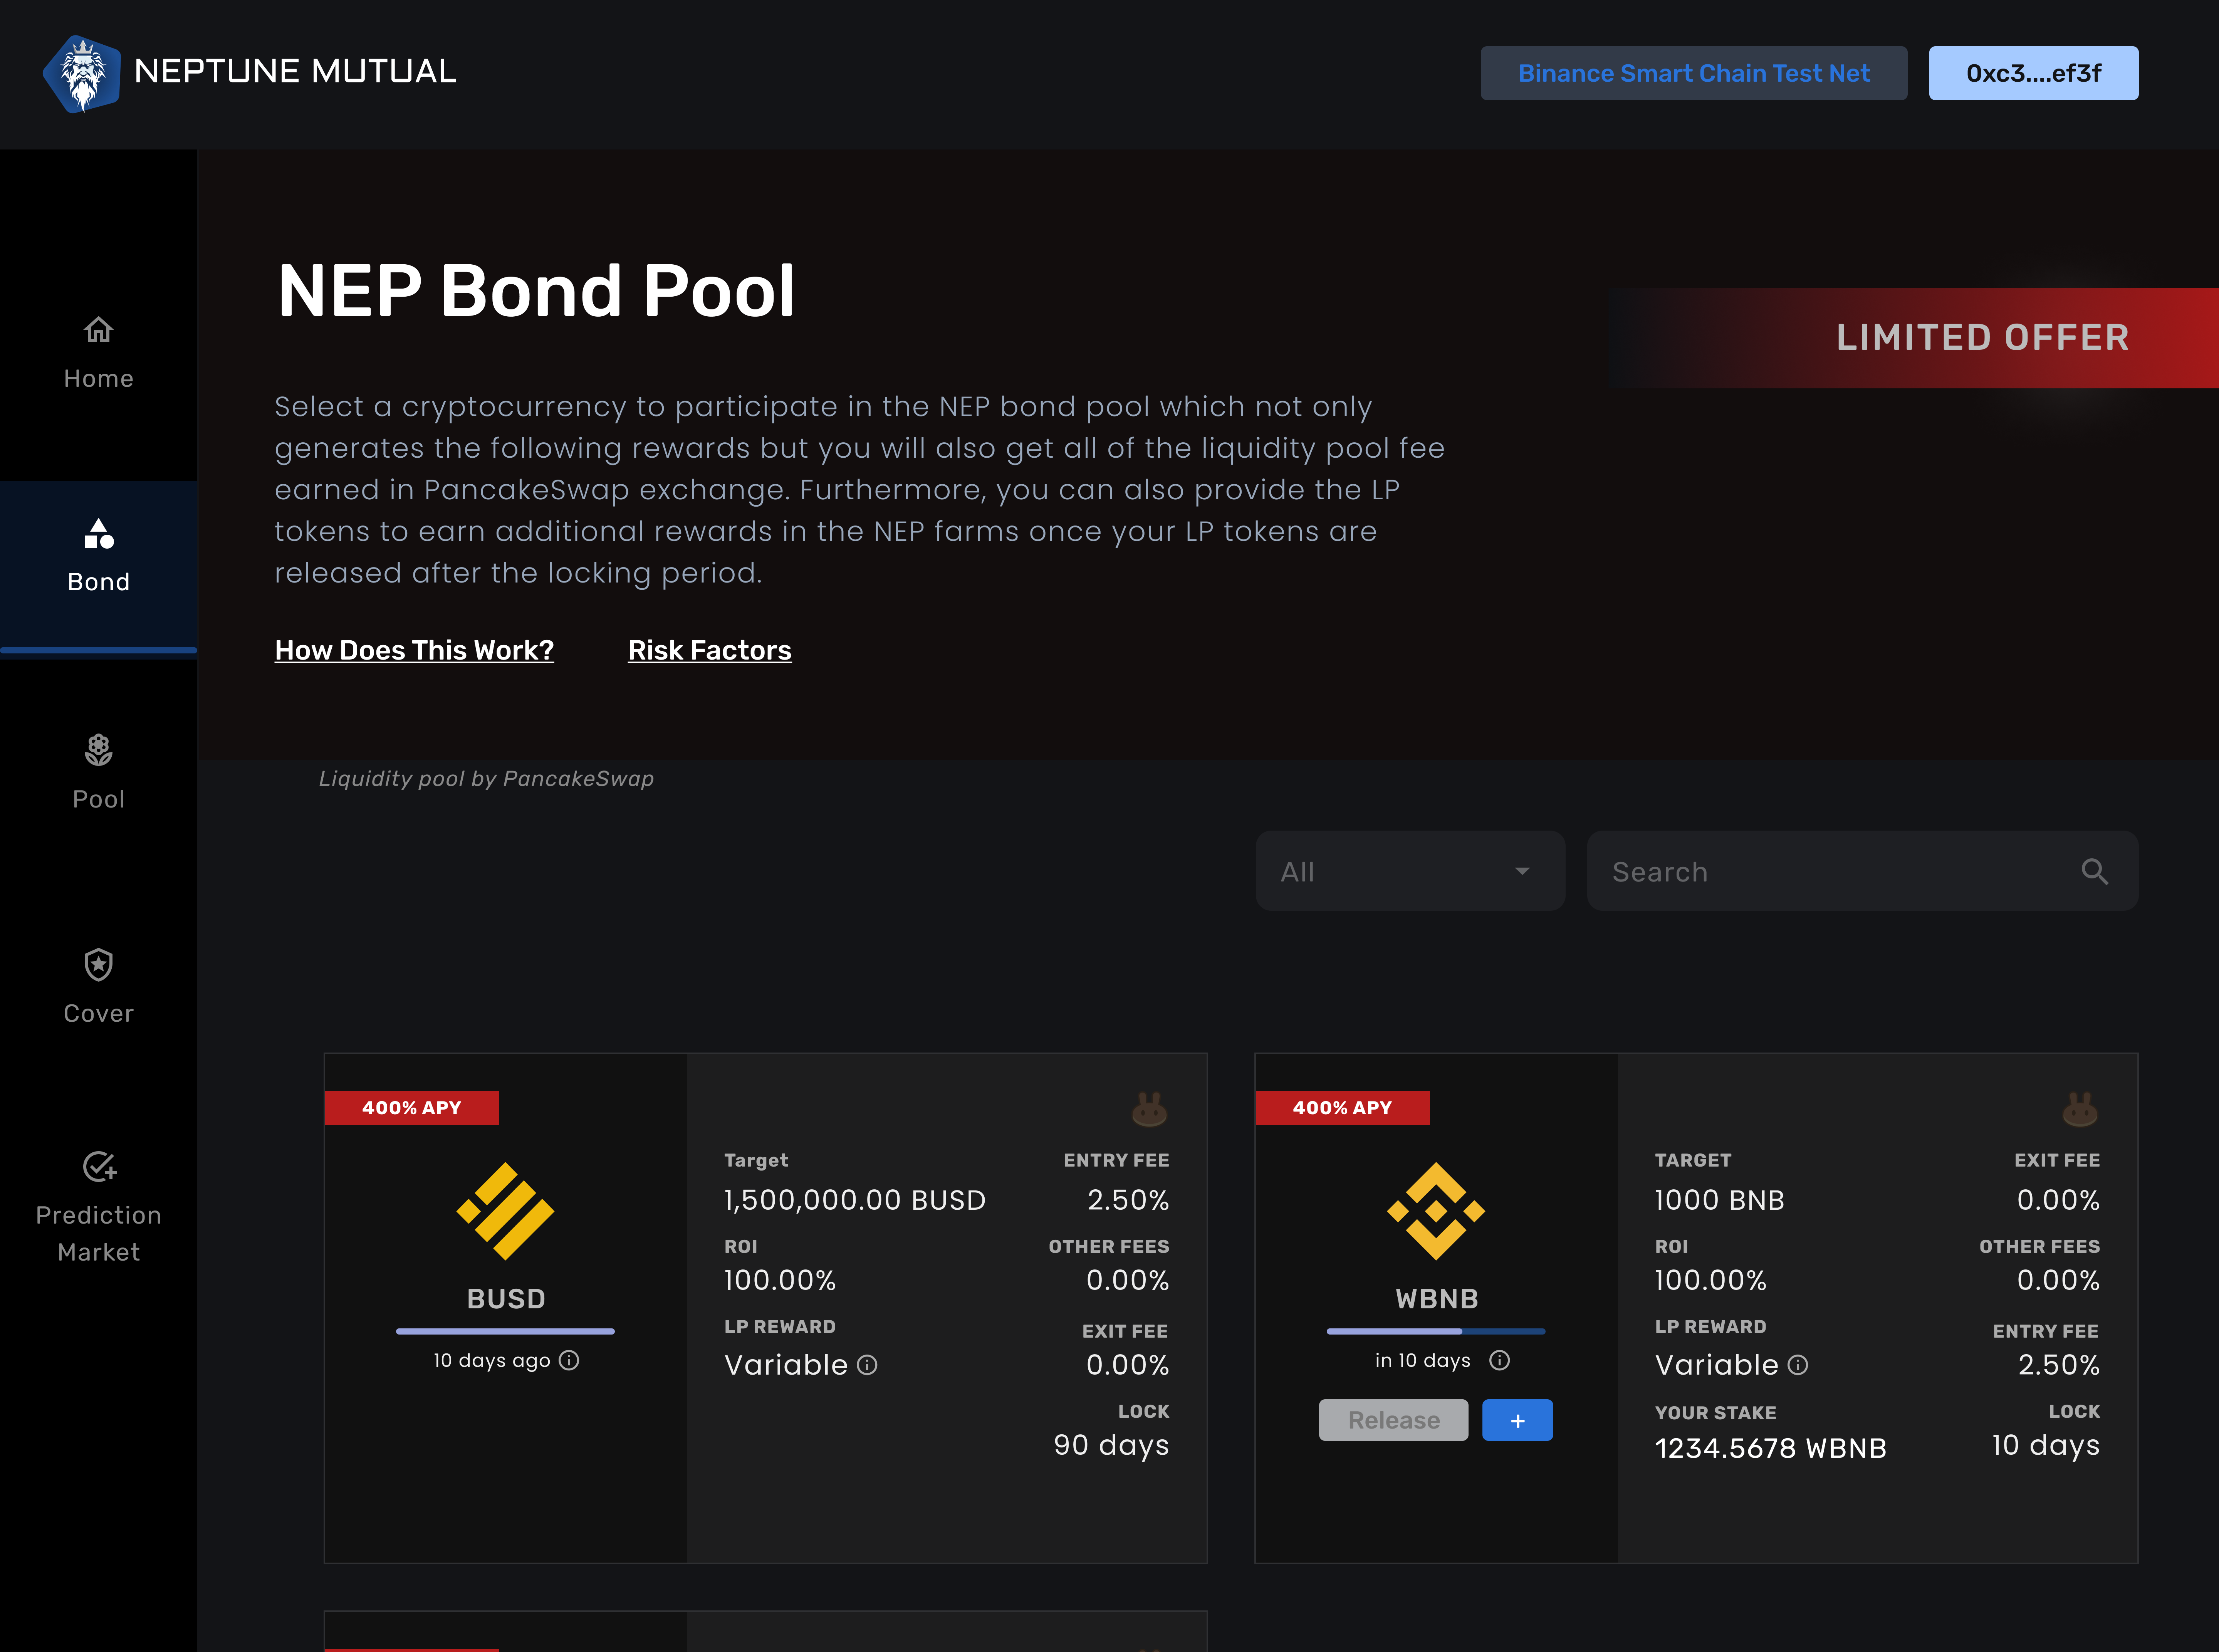 NEPTUNE MUTUAL
Binance Smart Chain Test Net
0xc3....ef3f
Home
Bond
Pool
Cover
Prediction
Market
NEP Bond Pool
LIMITED OFFER
Select a cryptocurrency to participate in the NEP bond pool which not only
generates the following rewards but you will also get all of the liquidity pool fee
earned in PancakeSwap exchange. Furthermore, you can also provide the LP
tokens to earn additional rewards in the NEP farms once your LP tokens are
released after the locking period.
How Does This Work?
Risk Factors
Liquidity pool by PancakeSwap
All
Search
400% APY
BUSD
10 days ago
Target
1,500,000.00 BUSD
ROI
100.00%
LP REWARD
Variable
ENTRY FEE
2.50%
OTHER FEES
0.00%
EXIT FEE
0.00%
LOCK
90 days
400% APY
WBNB
in 10 days
Release
+
TARGET
1000 BNB
ROI
100.00%
LP REWARD
Variable
YOUR STAKE
1234.5678 WBNB
EXIT FEE
0.00%
OTHER FEES
0.00%
ENTRY FEE
2.50%
LOCK
10 days